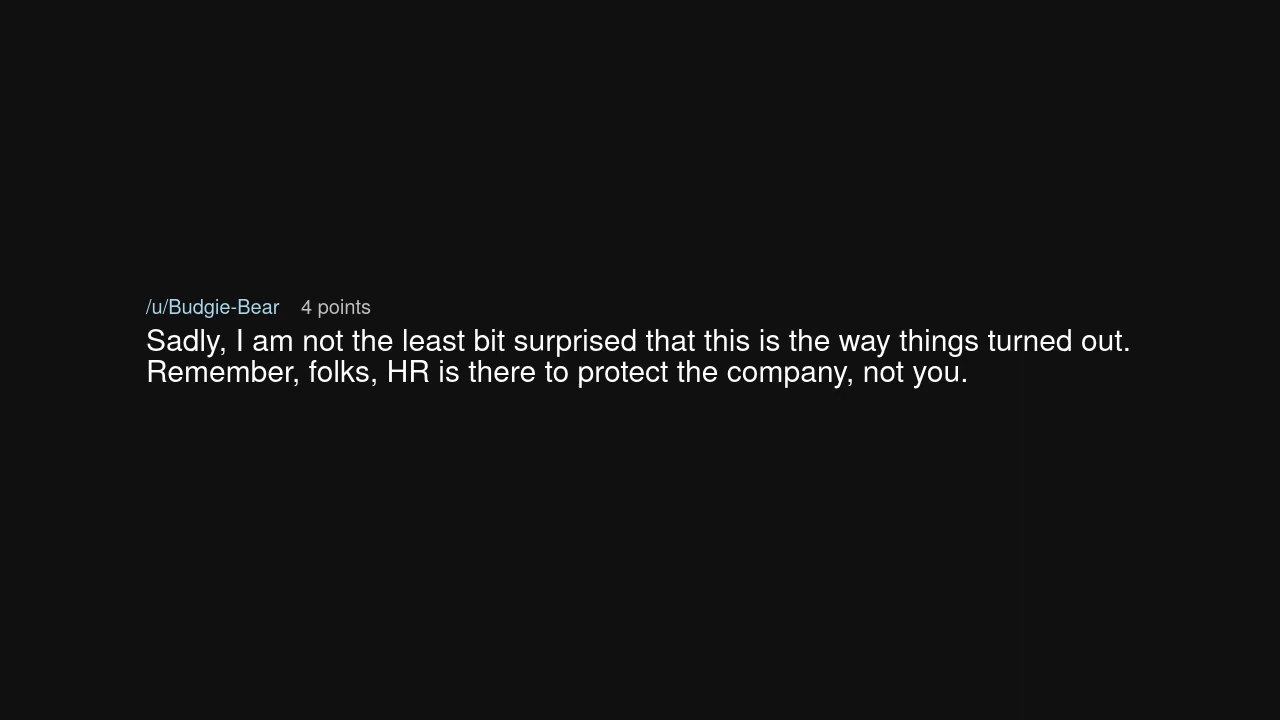 /u/Budgie-Bear 4 points
Sadly, I am not the least bit surprised that this is the way things turned out.
Remember, folks, HR is there to protect the company, not you.